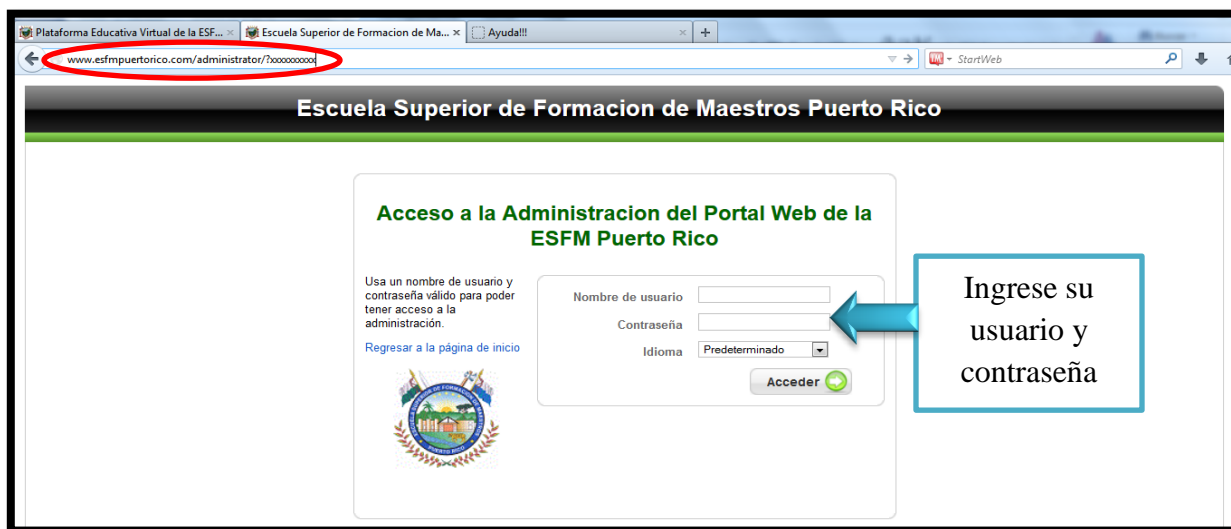 Plataforma Educativa Virtual de la ESF... ×
Escuela Superior de Formacion de Ma... ×
Ayuda!!! ×
www.esfmpuertorico.com/administrator/?xxxxxxxxxx
StartWeb
Escuela Superior de Formacion de Maestros Puerto Rico
Acceso a la Administracion del Portal Web de la
ESFM Puerto Rico
Usa un nombre de usuario y
contraseña válido para poder
tener acceso a la
administración.
Regresar a la página de inicio
Nombre de usuario
Contraseña
Idioma
Predeterminado
Acceder
Ingrese su
usuario y
contraseña